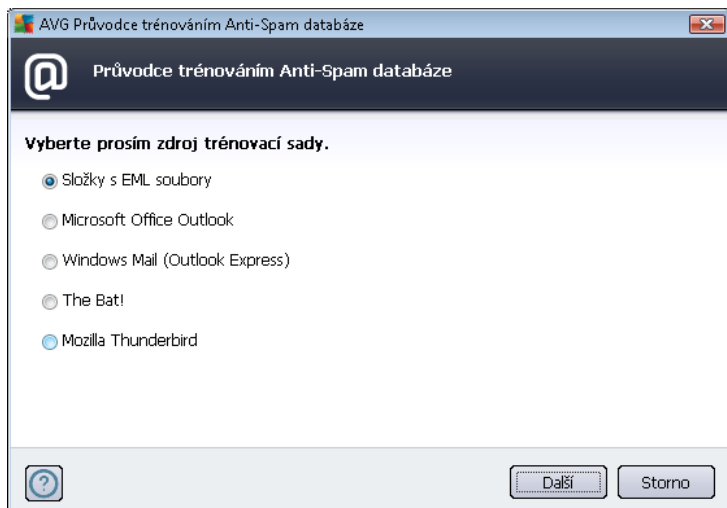 AVG Průvodce trénováním Anti-Spam databáze
@ Průvodce trénováním Anti-Spam databáze
Vyberte prosím zdroj trénovací sady.
Složky s EML soubory
Microsoft Office Outlook
Windows Mail (Outlook Express)
The Bat!
Mozilla Thunderbird
? Další Storno